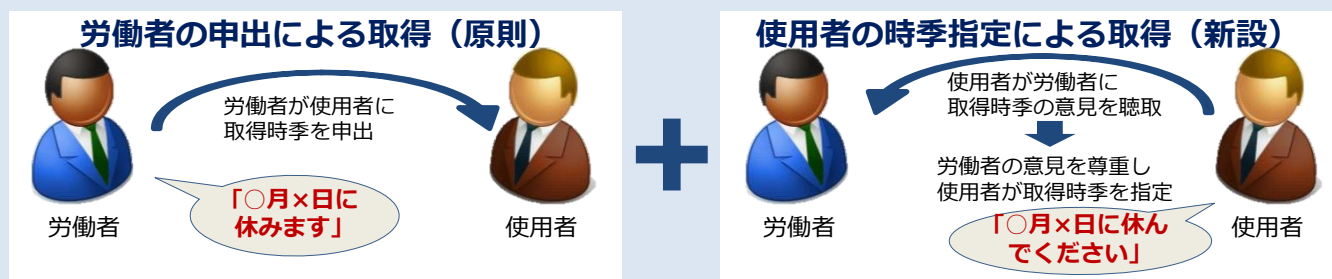 労働者の申出による取得（原則）
労働者が使用者に
取得時季を申出
「○月×日に
休みます」
労働者
使用者
使用者の時季指定による取得（新設）
使用者が労働者に
取得時季の意見を聴取
労働者の意見を尊重し
使用者が取得時季を指定
「○月×日に休ん
でください」
労働者
使用者